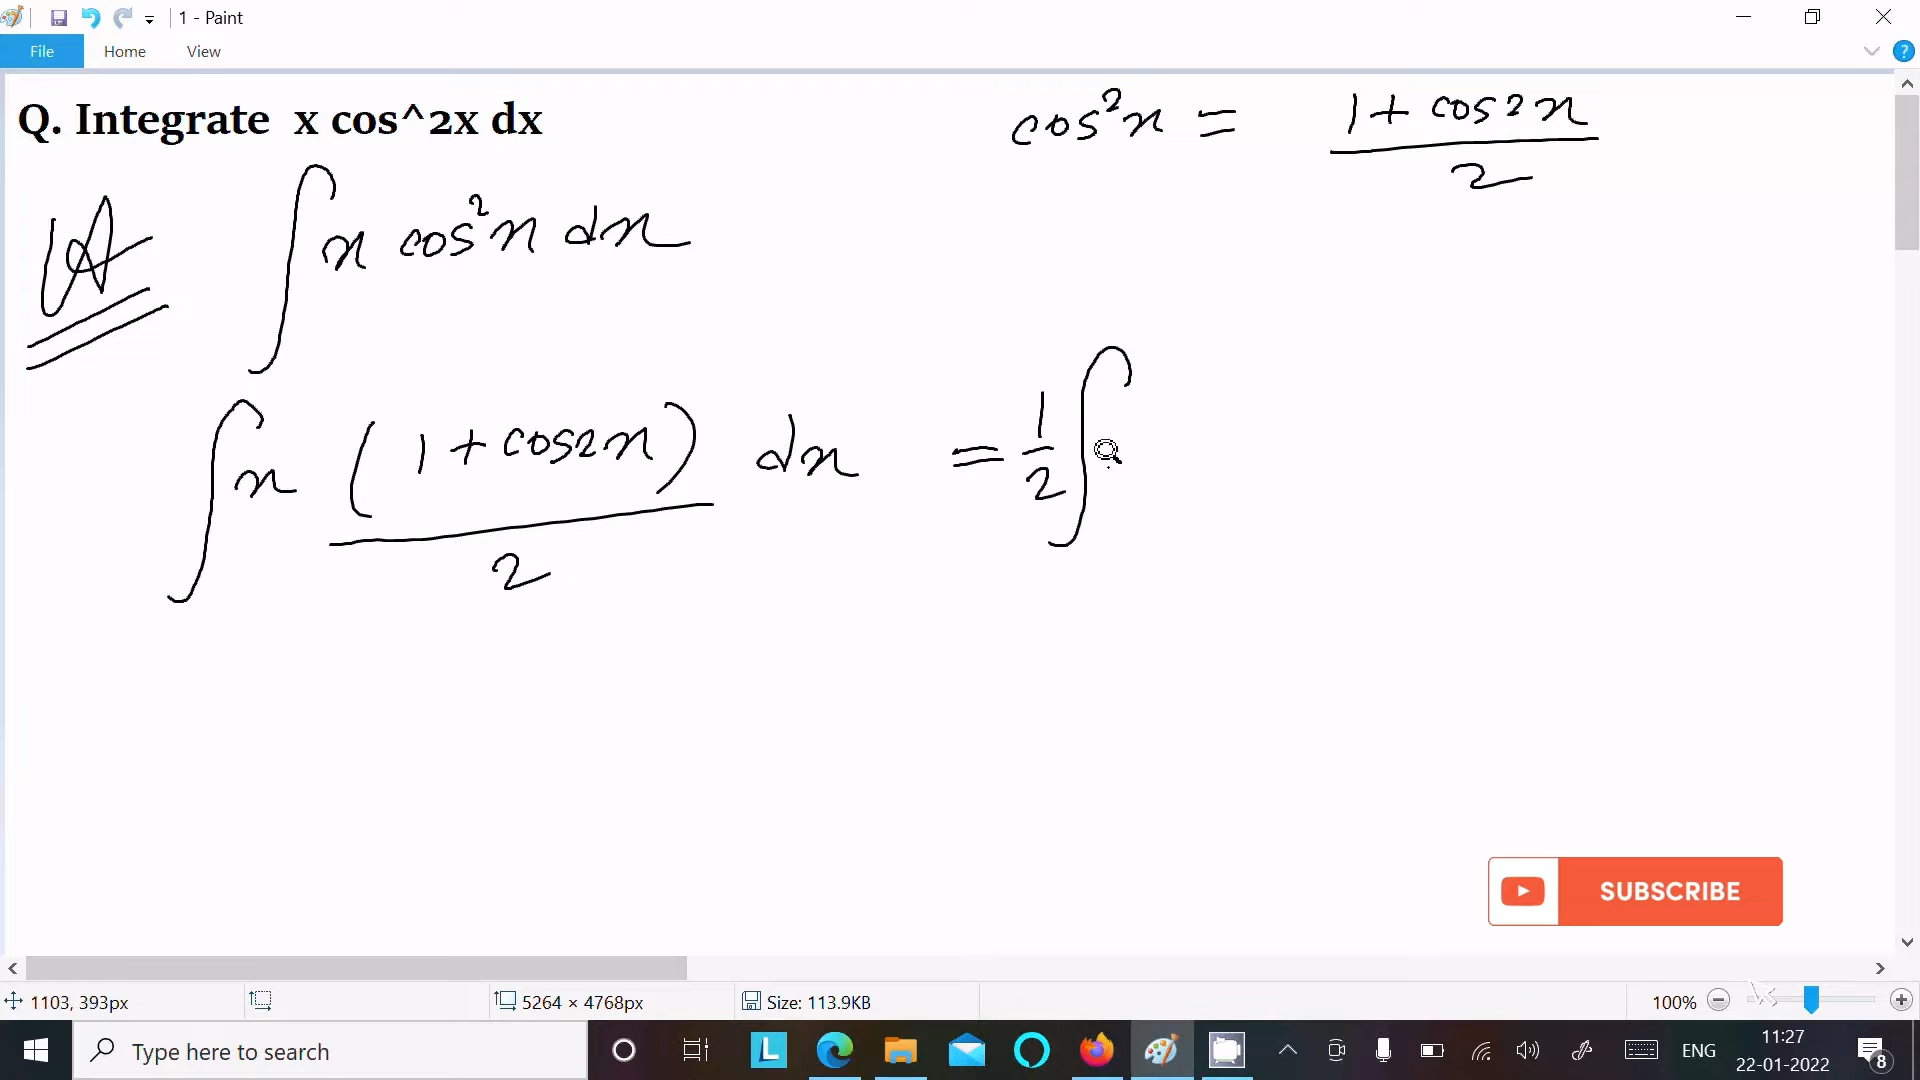 1 - Paint
File Home View
Q. Integrate x cos^2x dx
cos²x = (1 + cos2x)/2
∫ x cos²x dx
∫ x (1 + cos2x)/2 dx = 1/2 ∫
SUBSCRIBE
1103, 393px 5264 × 4768px Size: 113.9KB 100%
Type here to search L ENG 11:27
22-01-2022 8